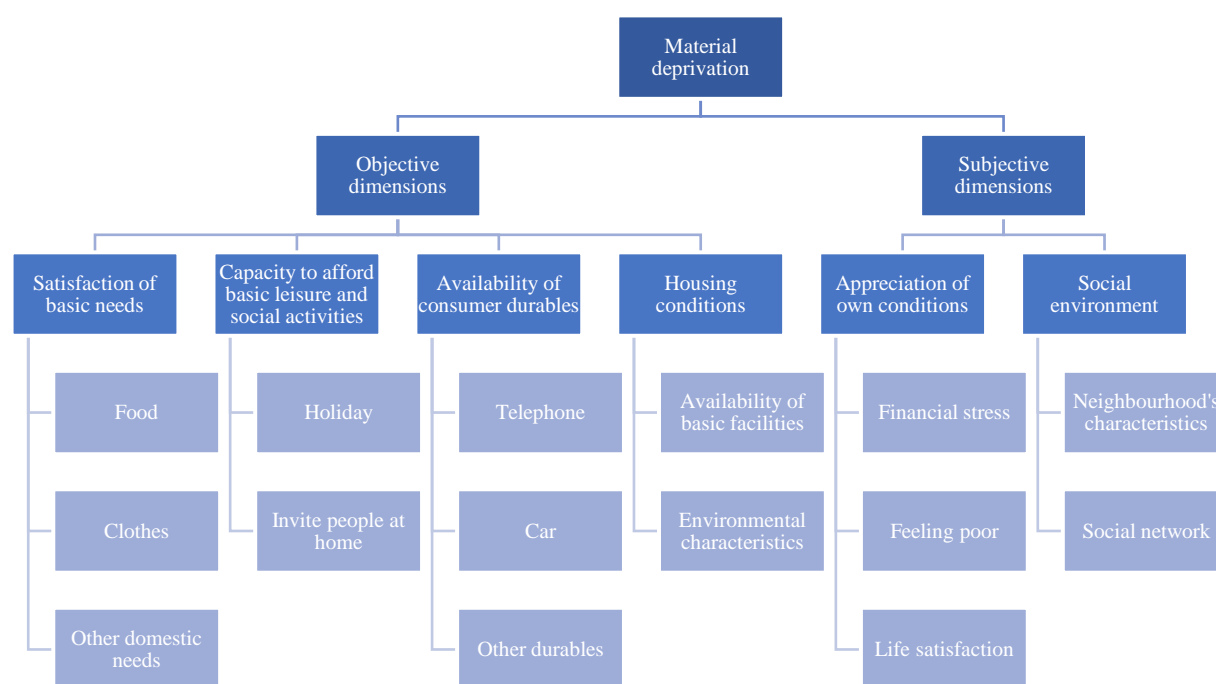 Material
deprivation
Objective
dimensions
Subjective
dimensions
Satisfaction of
basic needs
Capacity to afford
basic leisure and
social activities
Availability of
consumer durables
Housing
conditions
Appreciation of
own conditions
Social
environment
Food
Holiday
Telephone
Availability of
basic facilities
Financial stress
Neighbourhood's
characteristics
Clothes
Invite people at
home
Car
Environmental
characteristics
Feeling poor
Social network
Other domestic
needs
Other durables
Life satisfaction